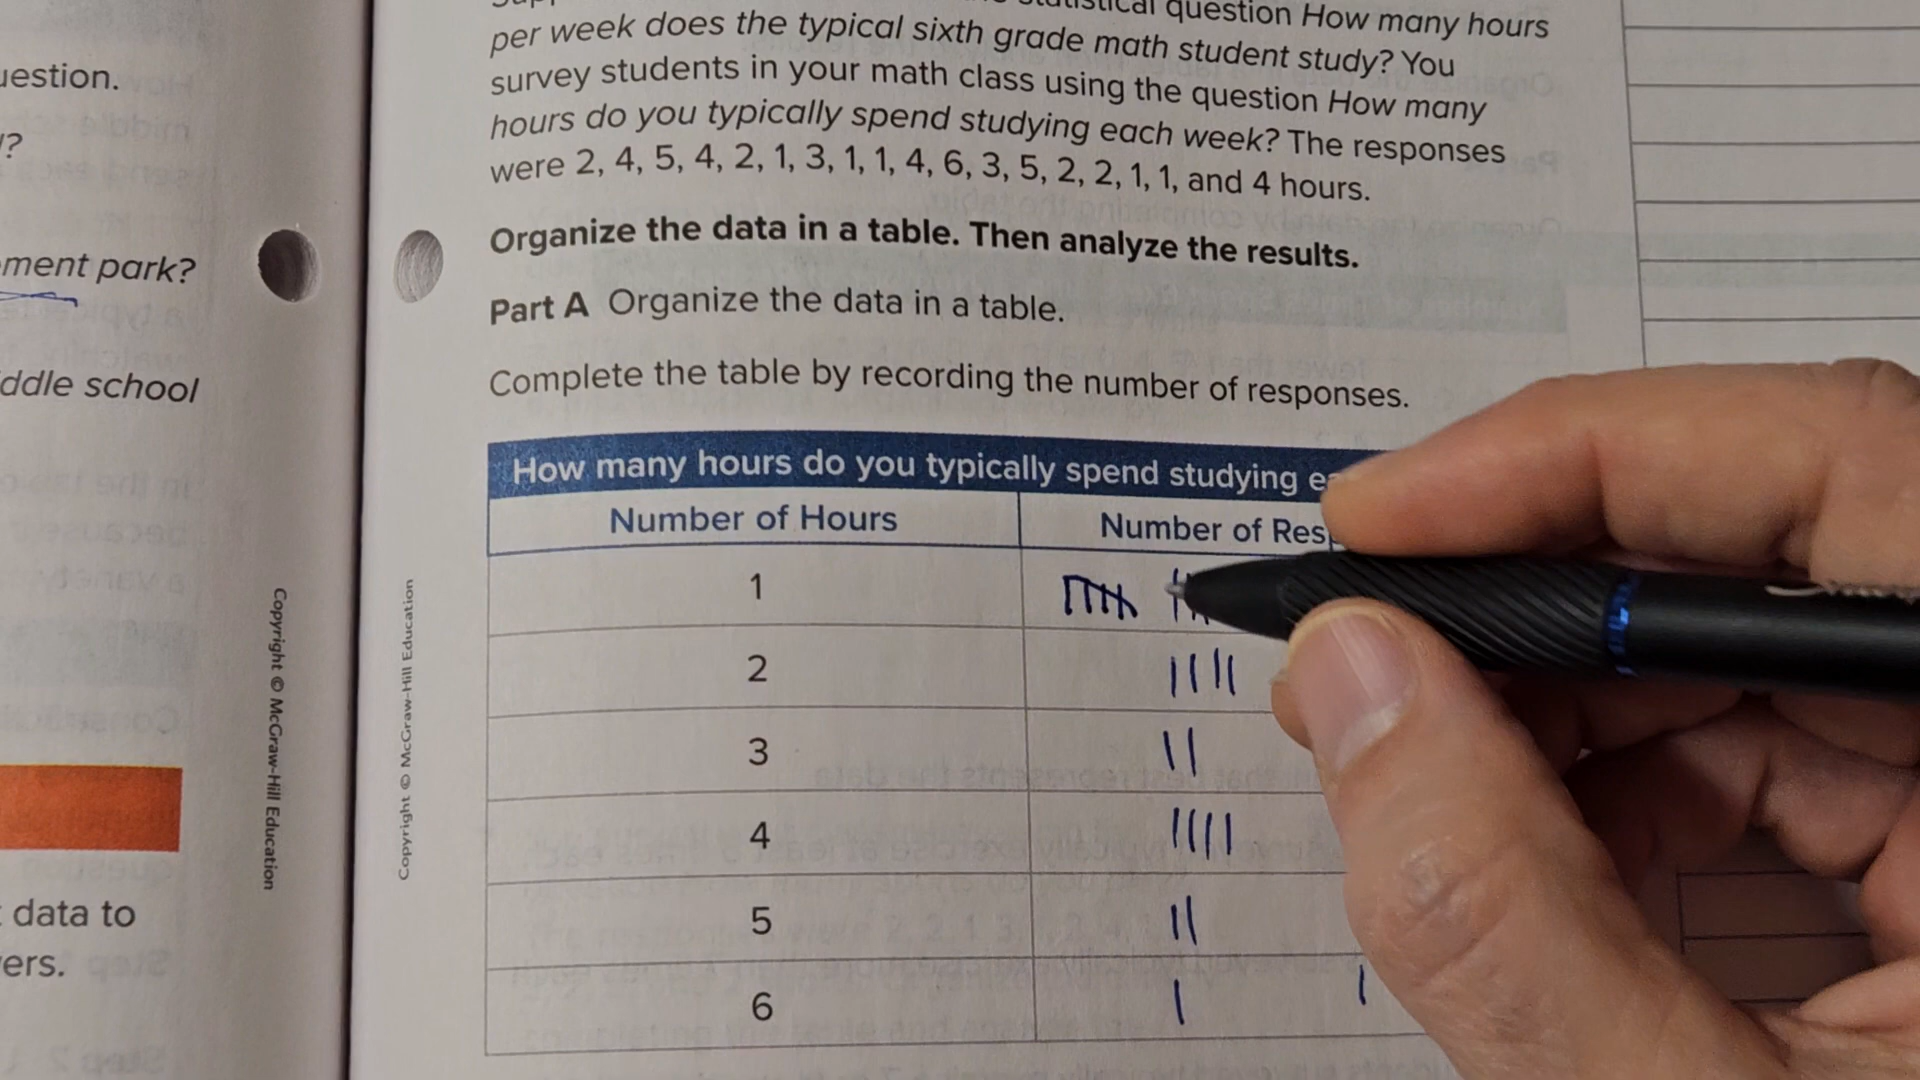 uestion.
?
ment park?
ddle school
data to
ers.
Copyright © McGraw-Hill Education
Copyright © McGraw-Hill Education
question How many hours
per week does the typical sixth grade math student study? You
survey students in your math class using the question How many
hours do you typically spend studying each week? The responses
were 2, 4, 5, 4, 2, 1, 3, 1, 1, 4, 6, 3, 5, 2, 2, 1, 1, and 4 hours.
Organize the data in a table. Then analyze the results.
Part A Organize the data in a table.
Complete the table by recording the number of responses.
How many hours do you typically spend studying e
Number of Hours Number of Res
1
2 ||||
3 ||
4 ||||
5 ||
6 |